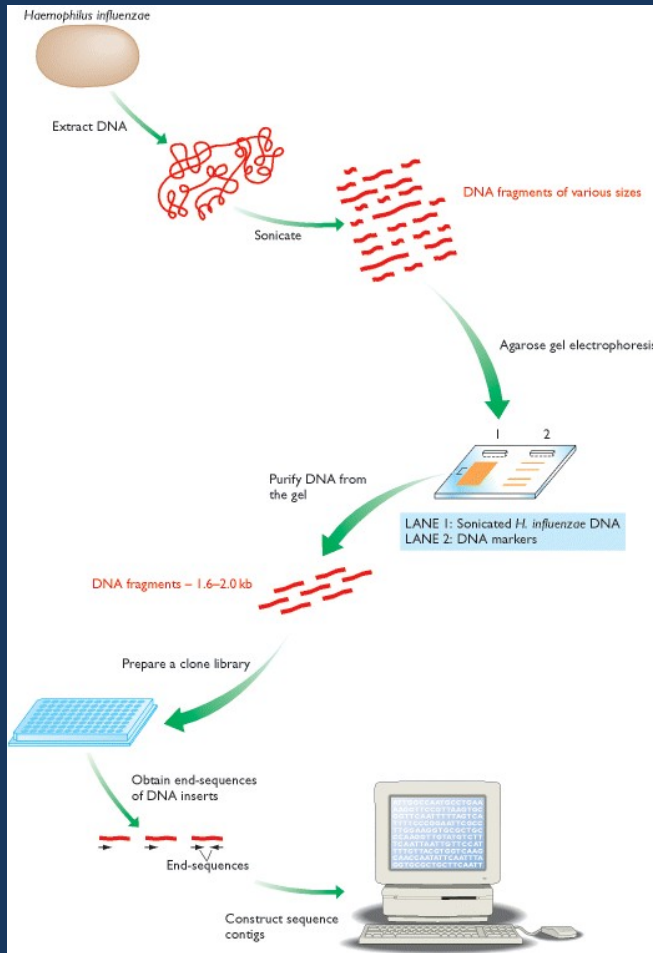 Haemophilus influenzae
Extract DNA
DNA fragments of various sizes
Sonicate
Agarose gel electrophoresis
1 2
Purify DNA from
the gel
LANE 1: Sonicated H. influenzae DNA
LANE 2: DNA markers
DNA fragments – 1.6–2.0 kb
Prepare a clone library
Obtain end-sequences
of DNA inserts
End-sequences
Construct sequence
contigs